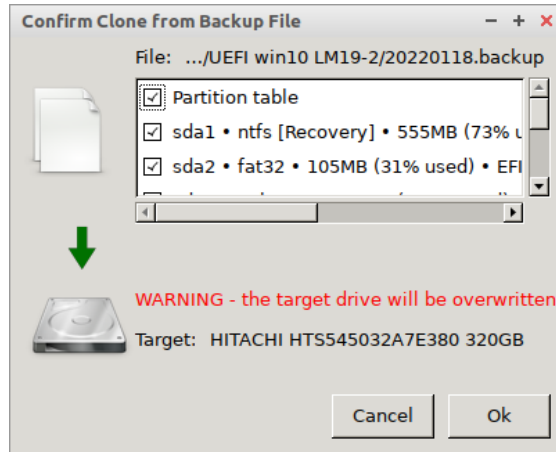 Confirm Clone from Backup File
File: .../UEFI win10 LM19-2/20220118.backup
Partition table
sda1 • ntfs [Recovery] • 555MB (73%
sda2 • fat32 • 105MB (31% used) • EFI
WARNING - the target drive will be overwritten
Target: HITACHI HTS545032A7E380 320GB
Cancel Ok